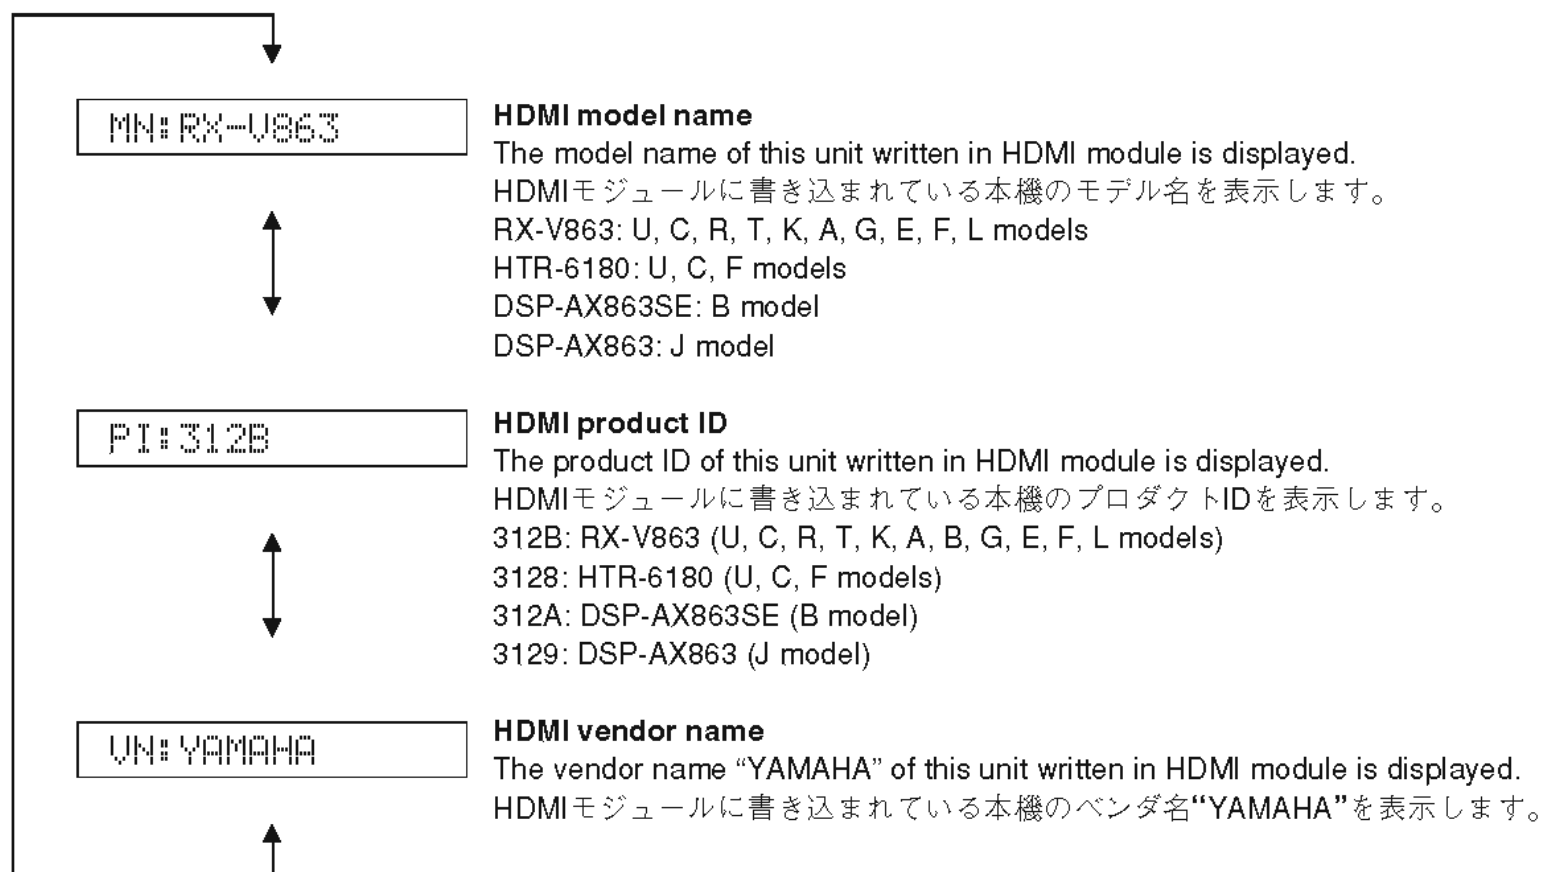 MN:RX-V863
HDMI model name
The model name of this unit written in HDMI module is displayed.
HDMIモジュールに書き込まれている本機のモデル名を表示します。
RX-V863: U, C, R, T, K, A, G, E, F, L models
HTR-6180: U, C, F models
DSP-AX863SE: B model
DSP-AX863: J model
PI:312B
HDMI product ID
The product ID of this unit written in HDMI module is displayed.
HDMIモジュールに書き込まれている本機のプロダクトIDを表示します。
312B: RX-V863 (U, C, R, T, K, A, B, G, E, F, L models)
3128: HTR-6180 (U, C, F models)
312A: DSP-AX863SE (B model)
3129: DSP-AX863 (J model)
VN:YAMAHA
HDMI vendor name
The vendor name “YAMAHA” of this unit written in HDMI module is displayed.
HDMIモジュールに書き込まれている本機のベンダ名“YAMAHA”を表示します。